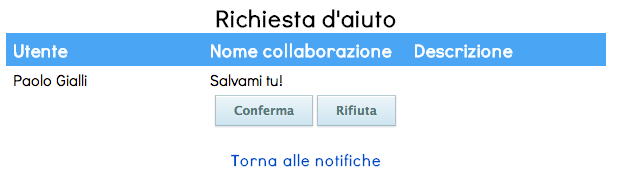 Richiesta d'aiuto
Utente Nome collaborazione Descrizione
Paolo Gialli Salvami tu!
Conferma Rifiuta
Torna alle notifiche